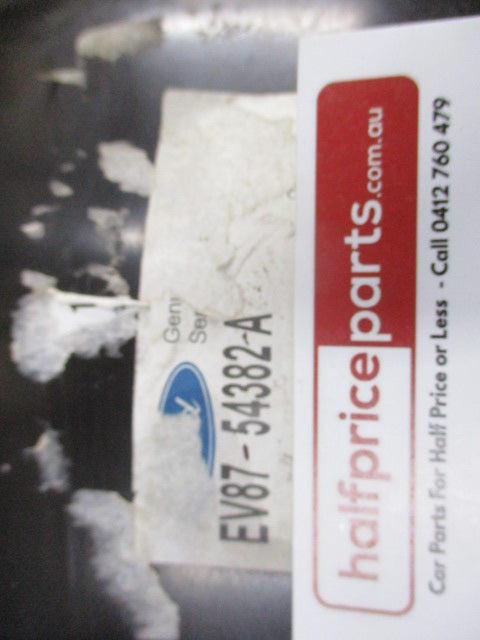 EV87-54382-A
halfpriceparts.com.au
Car Parts For Half Price or Less - Call 0412 760 479